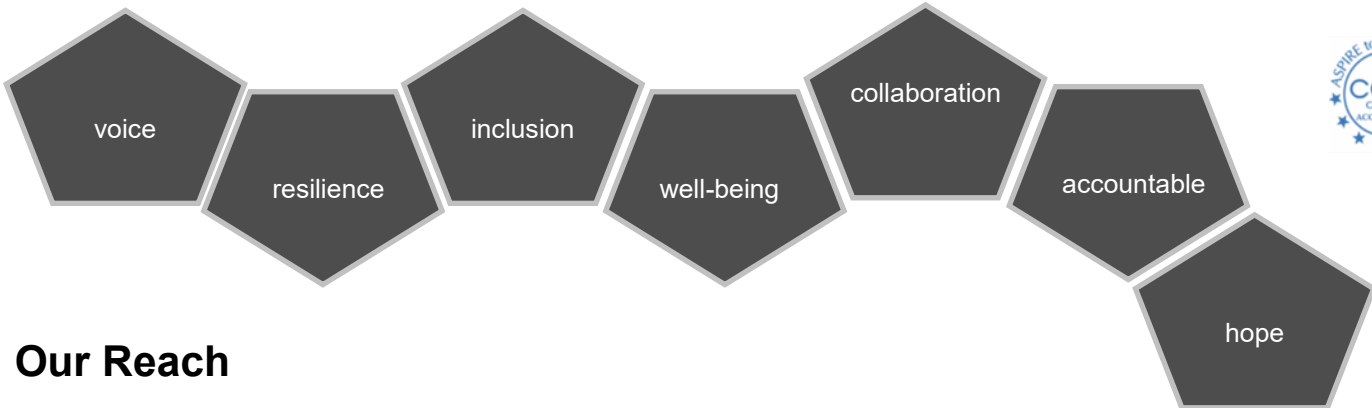 voice
resilience
inclusion
well-being
collaboration
accountable
hope
Our Reach